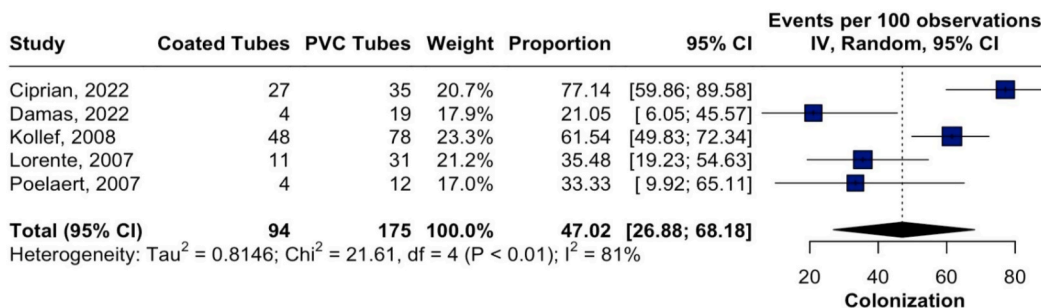 Events per 100 observations
Study Coated Tubes PVC Tubes Weight Proportion 95% CI IV, Random, 95% CI
Ciprian, 2022 27 35 20.7% 77.14 [59.86; 89.58]
Damas, 2022 4 19 17.9% 21.05 [ 6.05; 45.57]
Kollef, 2008 48 78 23.3% 61.54 [49.83; 72.34]
Lorente, 2007 11 31 21.2% 35.48 [19.23; 54.63]
Poelaert, 2007 4 12 17.0% 33.33 [ 9.92; 65.11]
Total (95% CI) 94 175 100.0% 47.02 [26.88; 68.18]
Heterogeneity: Tau² = 0.8146; Chi² = 21.61, df = 4 (P < 0.01); I² = 81%
20 40 60 80
Colonization